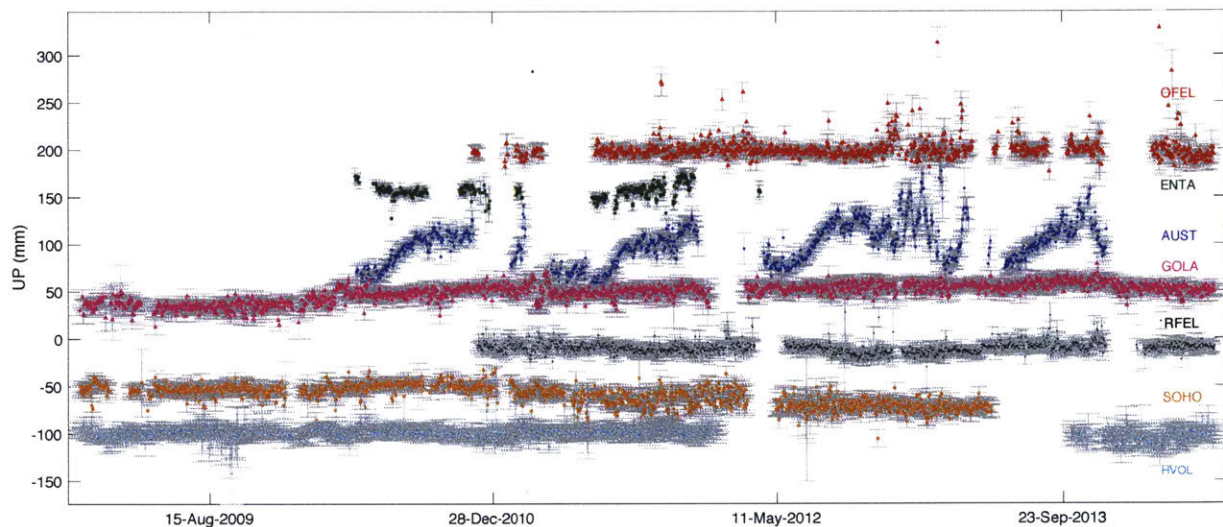 300
OFEL
250
200
ENTA
150
AUST
100
GOLA
50
RFEL
0
SOHO
-50
-100
HVOL
-150
UP (mm)
15-Aug-2009 28-Dec-2010 11-May-2012 23-Sep-2013